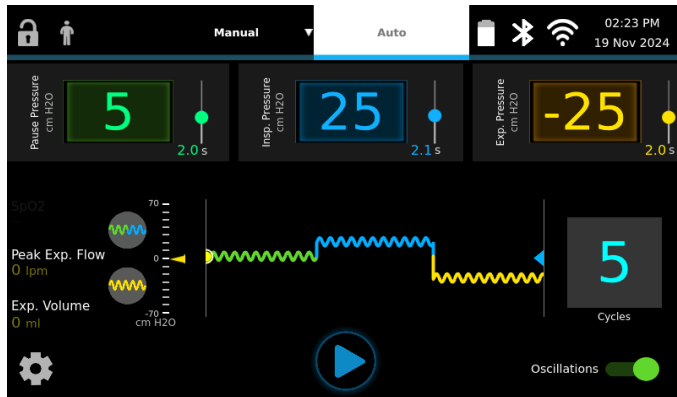 Manual ▼ Auto
02:23 PM
19 Nov 2024
Pause Pressure
cm H2O
5
2.0 s
Insp. Pressure
cm H2O
25
2.1 s
Exp. Pressure
cm H2O
-25
2.0 s
SpO2
70
Peak Exp. Flow
0 lpm
0
Exp. Volume
0 ml
-70
cm H2O
5
Cycles
Oscillations